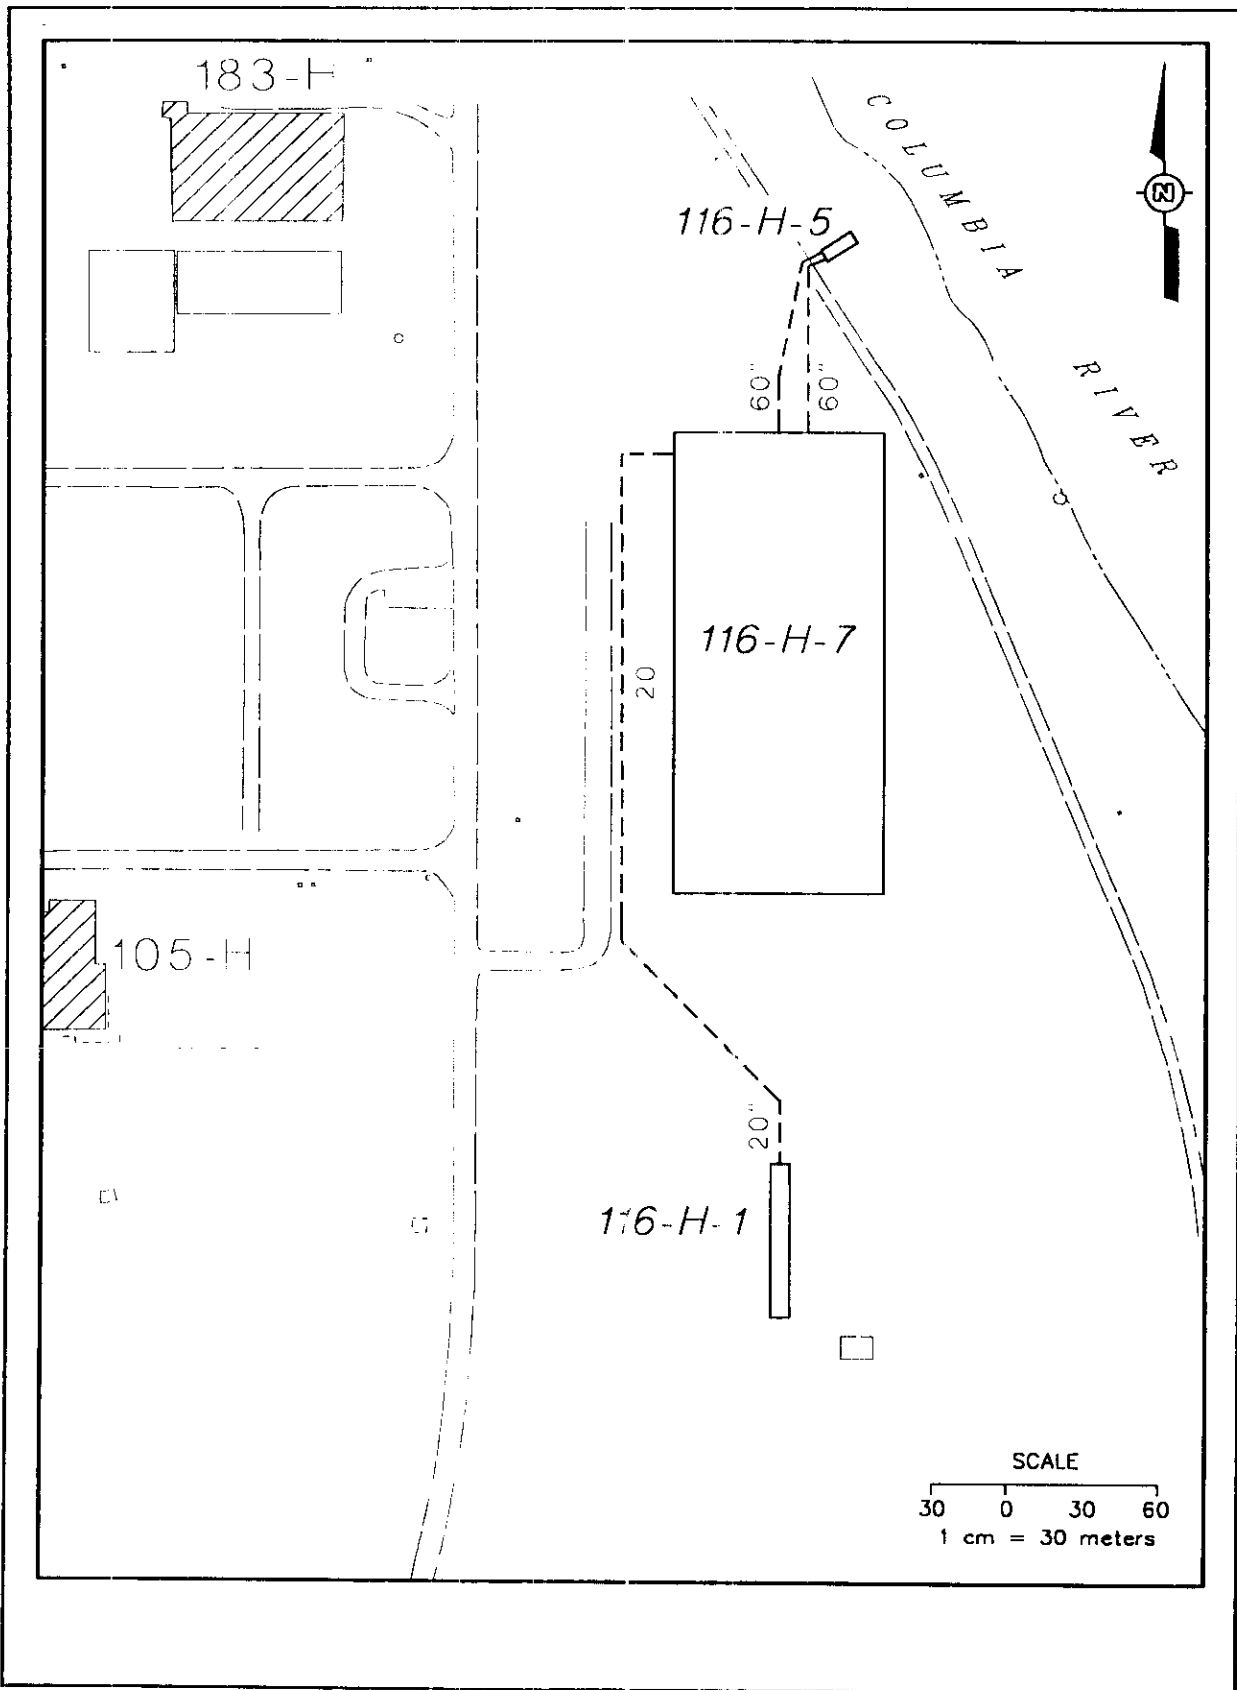 183-H
COLUMBIA
RIVER
N
116-H-5
60"
60"
116-H-7
20
105-H
20"
116-H-1
SCALE
30 0 30 60
1 cm = 30 meters